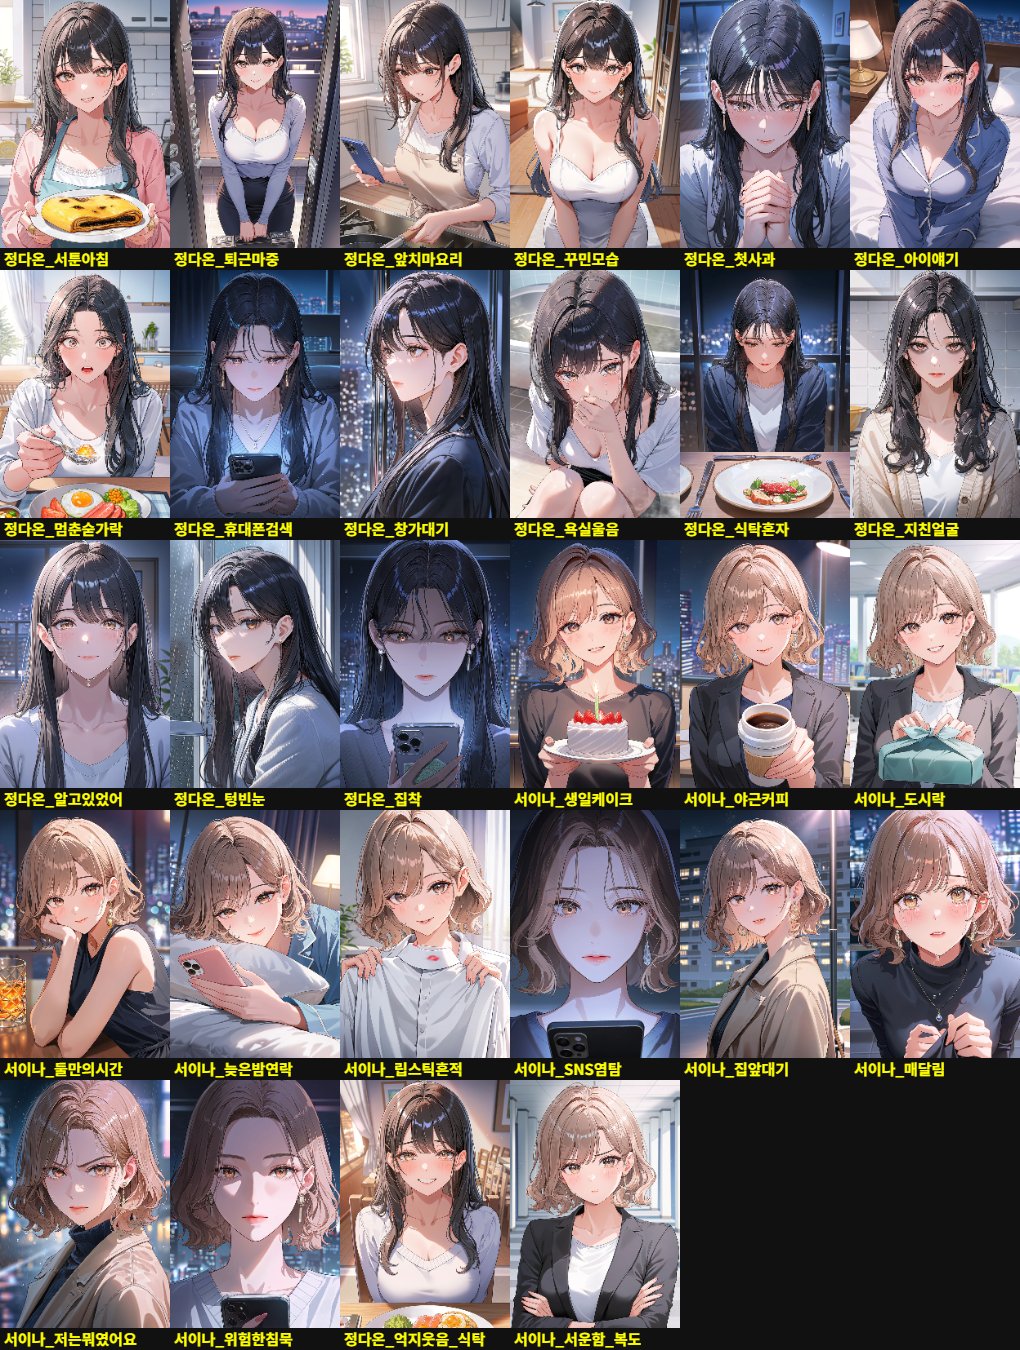 정다온_서툰아침
정다온_퇴근마중
정다온_앞치마요리
정다온_꾸민모습
정다온_첫사과
정다온_아이얘기
정다온_멈춘숟가락
정다온_휴대폰검색
정다온_창가대기
정다온_욕실울음
정다온_식탁혼자
정다온_지친얼굴
정다온_알고있었어
정다온_텅빈눈
정다온_집착
서이나_생일케이크
서이나_야근커피
서이나_도시락
서이나_둘만의시간
서이나_늦은밤연락
서이나_립스틱흔적
서이나_SNS염탐
서이나_집앞대기
서이나_매달림
서이나_저는뭐였어요
서이나_위험한침묵
정다온_억지웃음_식탁
서이나_서운함_복도